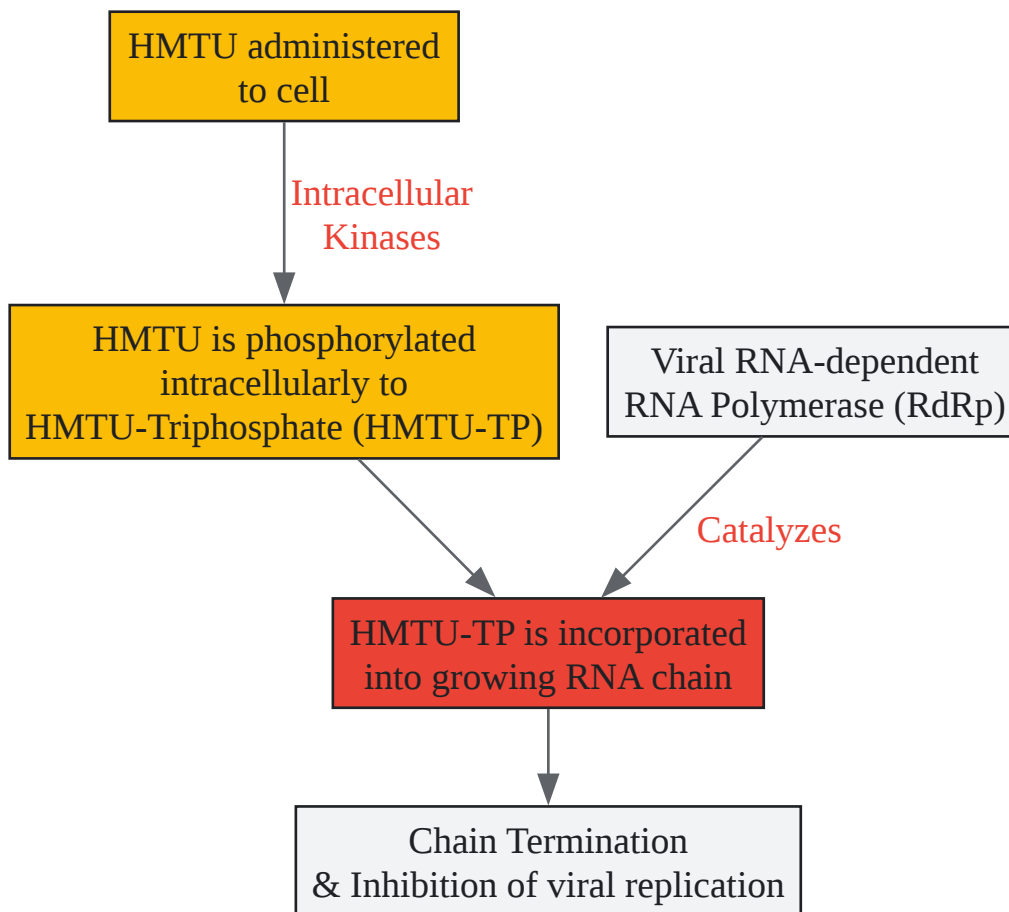 HMTU administered
to cell
Intracellular
Kinases
HMTU is phosphorylated
intracellularly to
HMTU-Triphosphate (HMTU-TP)
Viral RNA-dependent
RNA Polymerase (RdRp)
Catalyzes
HMTU-TP is incorporated
into growing RNA chain
Chain Termination
& Inhibition of viral replication